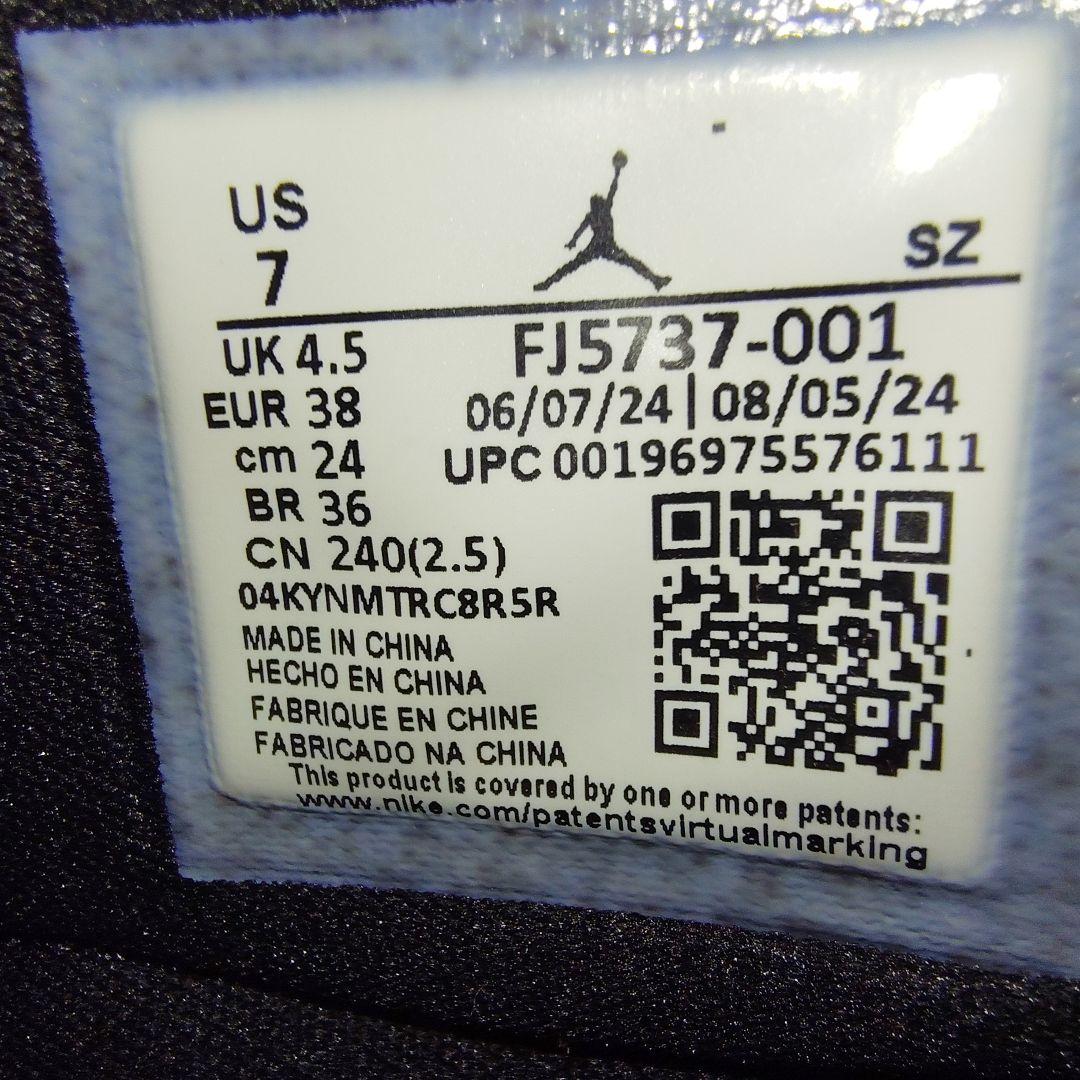 US
7
SZ
UK 4.5
EUR 38
cm 24
BR 36
CN 240(2.5)
FJ5737-001
06/07/24 | 08/05/24
UPC 00196975576111
04KYNMTRC8R5R
MADE IN CHINA
HECHO EN CHINA
FABRIQUE EN CHINE
FABRICADO NA CHINA
This product is covered by one or more patents:
www.nike.com/patentsvirtualmarking